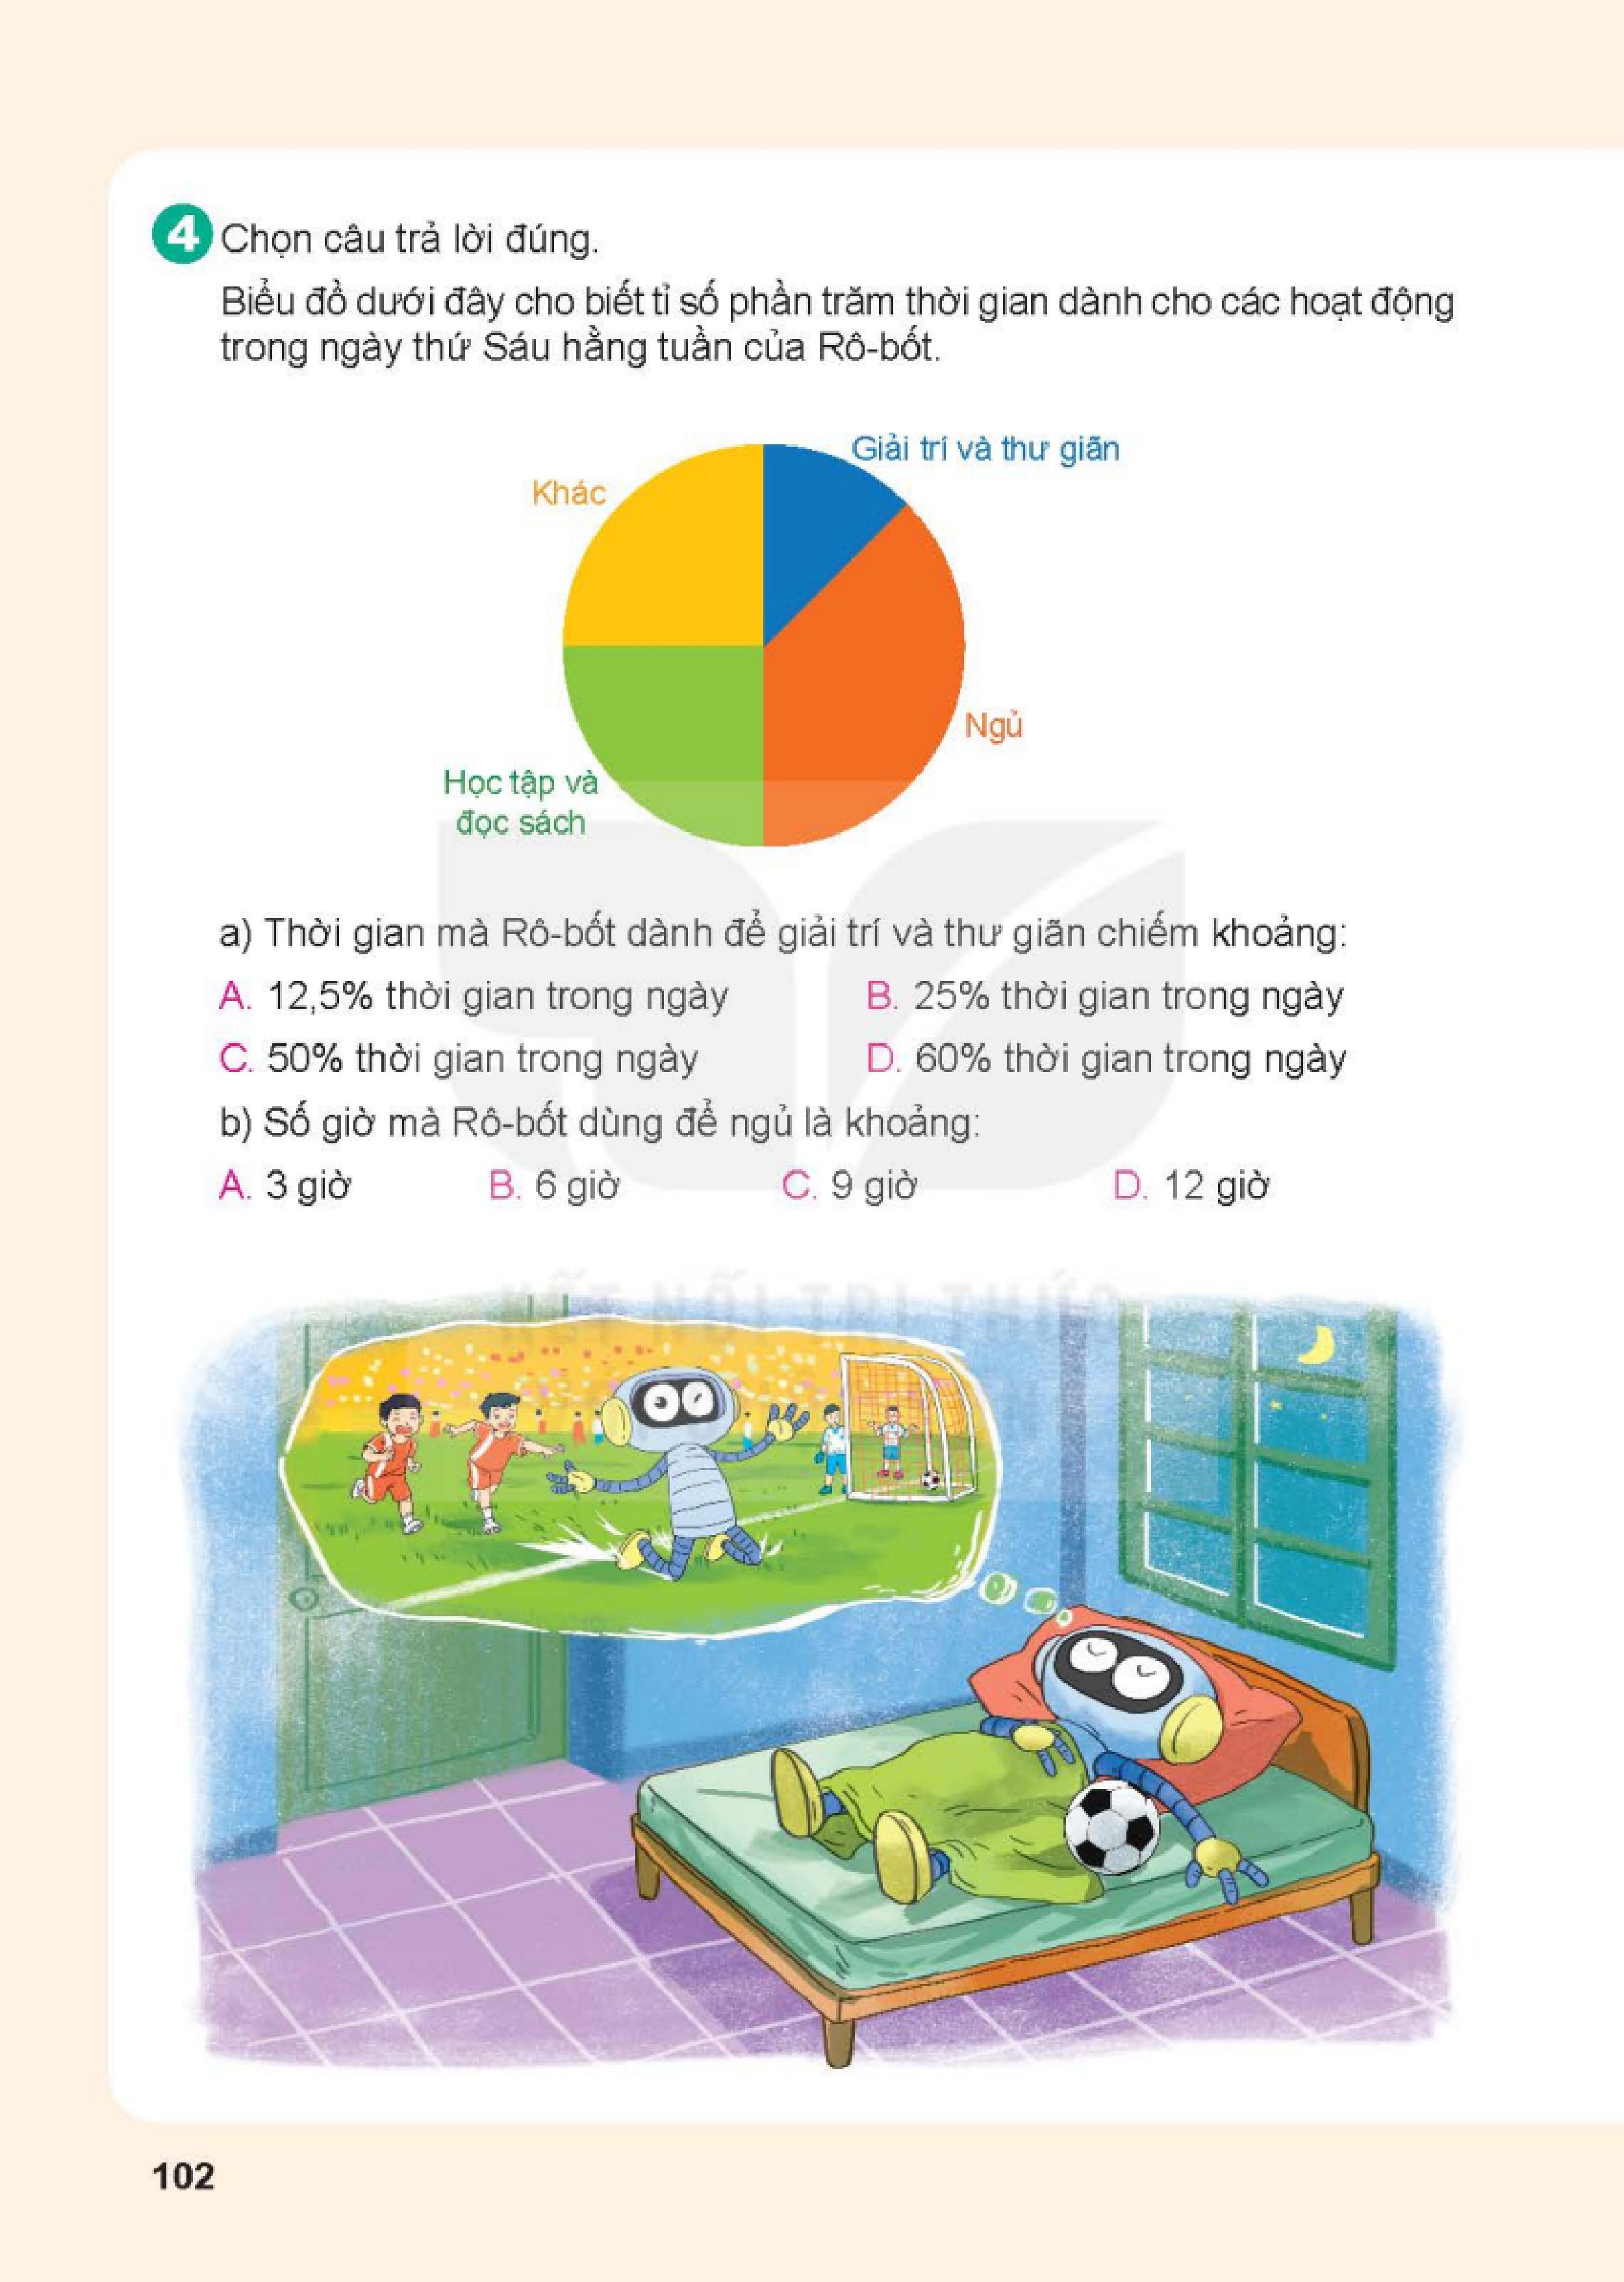 4 Chọn câu trả lời đúng.
Biểu đồ dưới đây cho biết tỉ số phần trăm thời gian dành cho các hoạt động
trong ngày thứ Sáu hằng tuần của Rô-bốt.
Giải trí và thư giãn
Khác
Ngủ
Học tập và
đọc sách
a) Thời gian mà Rô-bốt dành để giải trí và thư giãn chiếm khoảng:
A. 12,5% thời gian trong ngày B. 25% thời gian trong ngày
C. 50% thời gian trong ngày D. 60% thời gian trong ngày
b) Số giờ mà Rô-bốt dùng để ngủ là khoảng:
A. 3 giờ B. 6 giờ C. 9 giờ D. 12 giờ
KẾT NỐI TRI THỨC
102